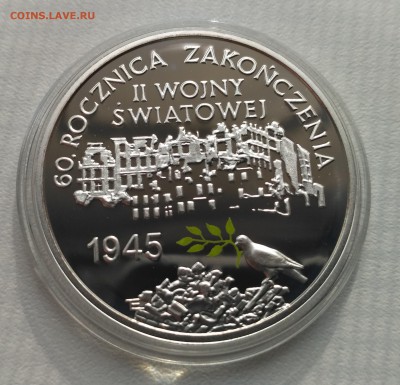 COINS.LAVE.RU
60. ROCZNICA ZAKOŃCZENIA
II WOJNY
ŚWIATOWEJ
1945